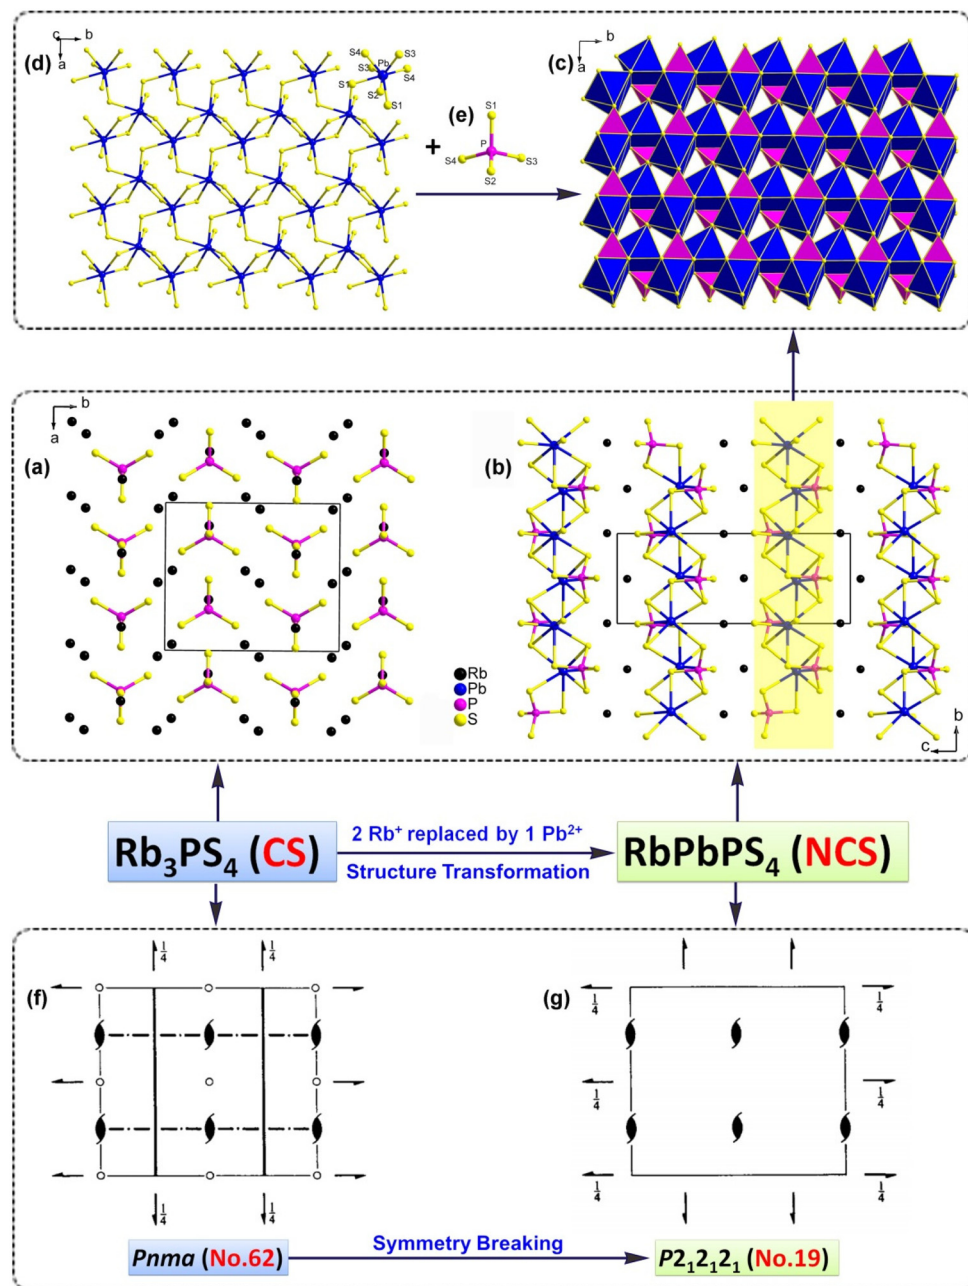 c b
a
(d)
S4 S3
Pb
S3 S4
S1
S2 S1
(e)
+
S1
P
S4 S3
S2
a b
(c)
b
a
(a)
(b)
Rb
Pb
P
S
b
c
Rb₃PS₄ (CS)
2 Rb⁺ replaced by 1 Pb²⁺
Structure Transformation
RbPbPS₄ (NCS)
(f)
1/4 1/4
1/4 1/4
(g)
1/4 1/4
1/4 1/4
1/4 1/4
Pnma (No.62)
Symmetry Breaking
P2₁2₁2₁ (No.19)